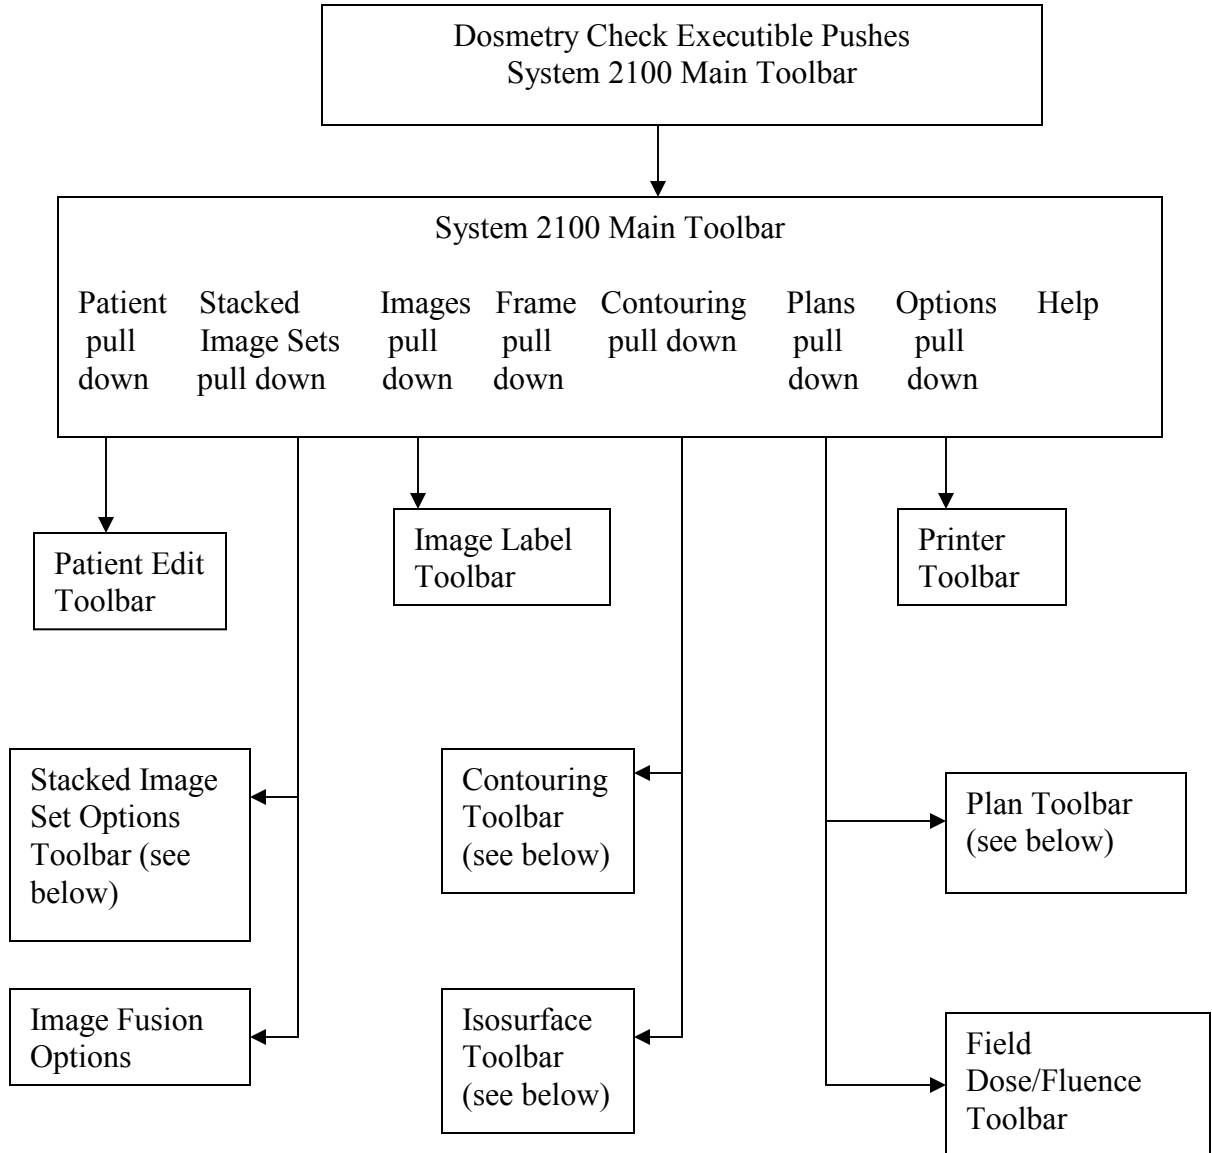 Dosmetry Check Executible Pushes
System 2100 Main Toolbar
System 2100 Main Toolbar
Patient Stacked Images Frame Contouring Plans Options Help
pull Image Sets pull pull pull down pull pull
down pull down down down down down
Image Label
Toolbar
Printer
Toolbar
Patient Edit
Toolbar
Stacked Image
Set Options
Toolbar (see
below)
Contouring
Toolbar
(see below)
Plan Toolbar
(see below)
Image Fusion
Options
Isosurface
Toolbar
(see below)
Field
Dose/Fluence
Toolbar